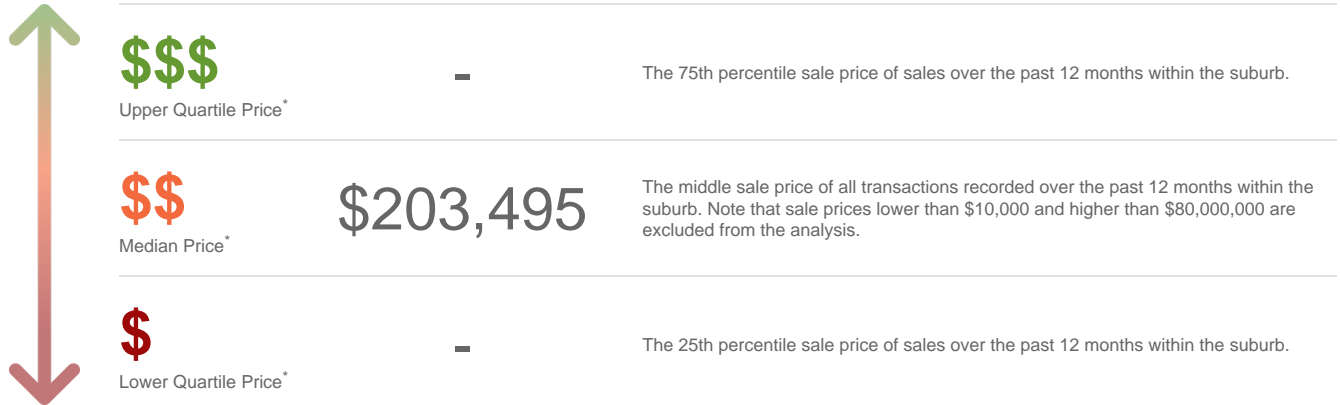 $$$
-
The 75th percentile sale price of sales over the past 12 months within the suburb.
Upper Quartile Price*
$$
$203,495
The middle sale price of all transactions recorded over the past 12 months within the
suburb. Note that sale prices lower than $10,000 and higher than $80,000,000 are
excluded from the analysis.
Median Price*
$
-
The 25th percentile sale price of sales over the past 12 months within the suburb.
Lower Quartile Price*